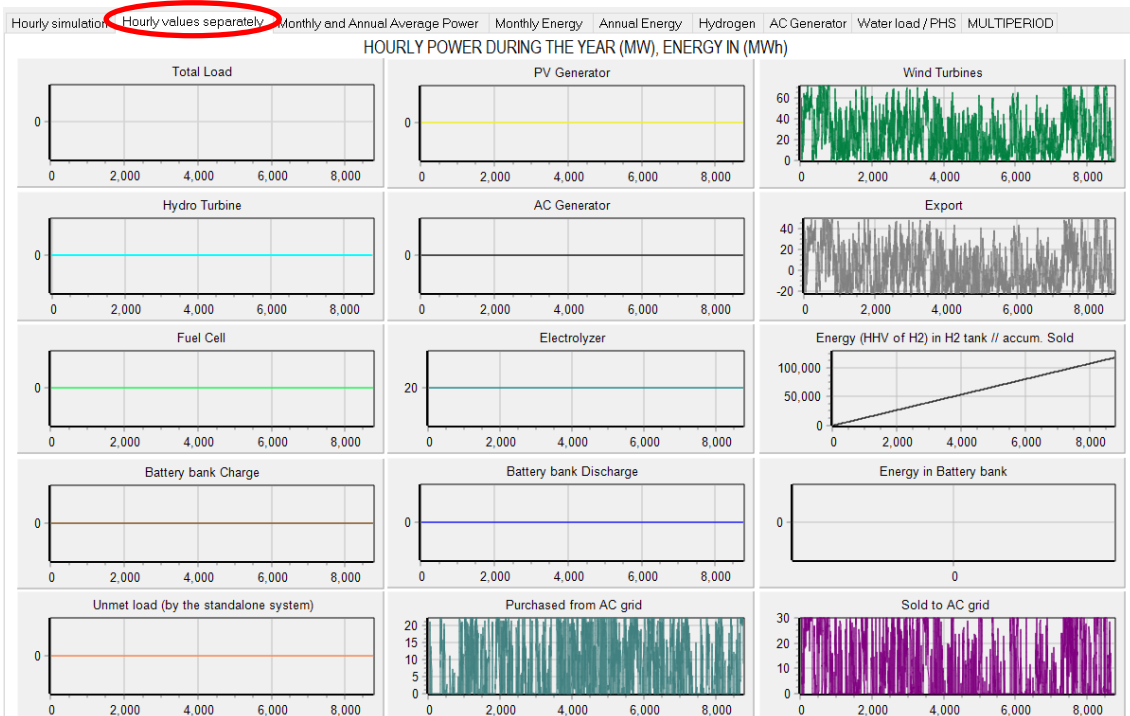 Hourly simulation Hourly values separately Monthly and Annual Average Power Monthly Energy Annual Energy Hydrogen AC Generator Water load / PHS MULTIPERIOD
HOURLY POWER DURING THE YEAR (MW), ENERGY IN (MWh)
Total Load
0
0 2,000 4,000 6,000 8,000
PV Generator
0
0 2,000 4,000 6,000 8,000
Wind Turbines
60
40
20
0
0 2,000 4,000 6,000 8,000
Hydro Turbine
0
0 2,000 4,000 6,000 8,000
AC Generator
0
0 2,000 4,000 6,000 8,000
Export
40
20
0
-20
0 2,000 4,000 6,000 8,000
Fuel Cell
0
0 2,000 4,000 6,000 8,000
Electrolyzer
20
0 2,000 4,000 6,000 8,000
Energy (HHV of H2) in H2 tank // accum. Sold
100,000
50,000
0
0 2,000 4,000 6,000 8,000
Battery bank Charge
0
0 2,000 4,000 6,000 8,000
Battery bank Discharge
0
0 2,000 4,000 6,000 8,000
Energy in Battery bank
0
0
Unmet load (by the standalone system)
0
0 2,000 4,000 6,000 8,000
Purchased from AC grid
20
15
10
5
0
0 2,000 4,000 6,000 8,000
Sold to AC grid
30
20
10
0
0 2,000 4,000 6,000 8,000